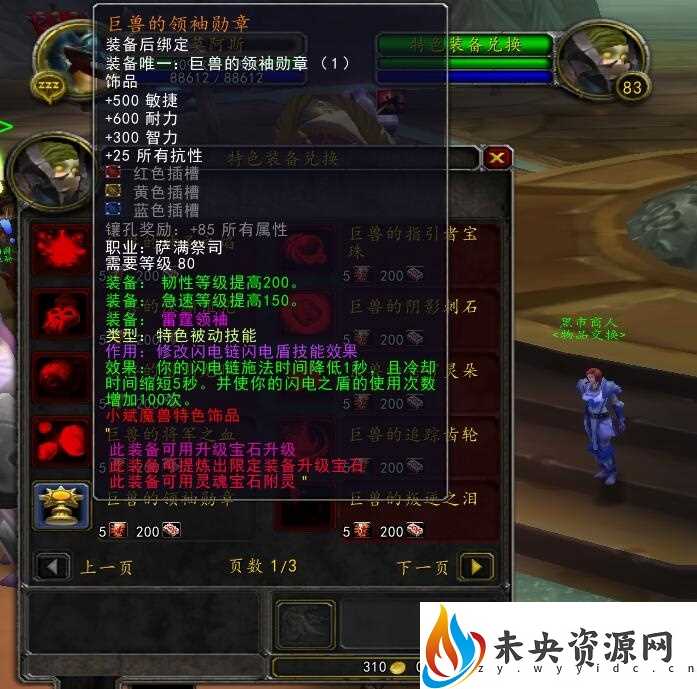 巨兽的领袖勋章
装备后绑定
装备唯一：巨兽的领袖勋章（1）
饰品
+500 敏捷
+600 耐力
+300 智力
+25 所有抗性
红色插槽
黄色插槽
蓝色插槽
镶孔奖励：+85 所有属性
职业：萨满祭司
需要等级 80
装备： 韧性等级提高200。
装备： 急速等级提高150。
装备： 雷霆领袖
类型：特色被动技能
作用：修改闪电链闪电盾技能效果
效果：你的闪电链施法时间降低1秒，且冷却
时间缩短5秒。并使你的闪电之盾的使用次数
增加100次。
小斌魔兽特色饰品
"
此装备可用升级宝石升级
此装备可提炼出限定装备升级宝石
此装备可用灵魂宝石附灵 "
88612 / 88612
特色装备兑换
83
zzz
特色装备兑换
巨兽的指引者宝
珠
5 200
巨兽的阴影刺石
5 200
灵朵
5 200
巨兽的将军之血
巨兽的追踪齿轮
5 200
巨兽的领袖勋章
5 200
巨兽的叛逆之泪
5 200
上一页
页数 1/3
下一页
310
黑市商人
<物品交换>
未央资源网
zy.wyyidc.cn